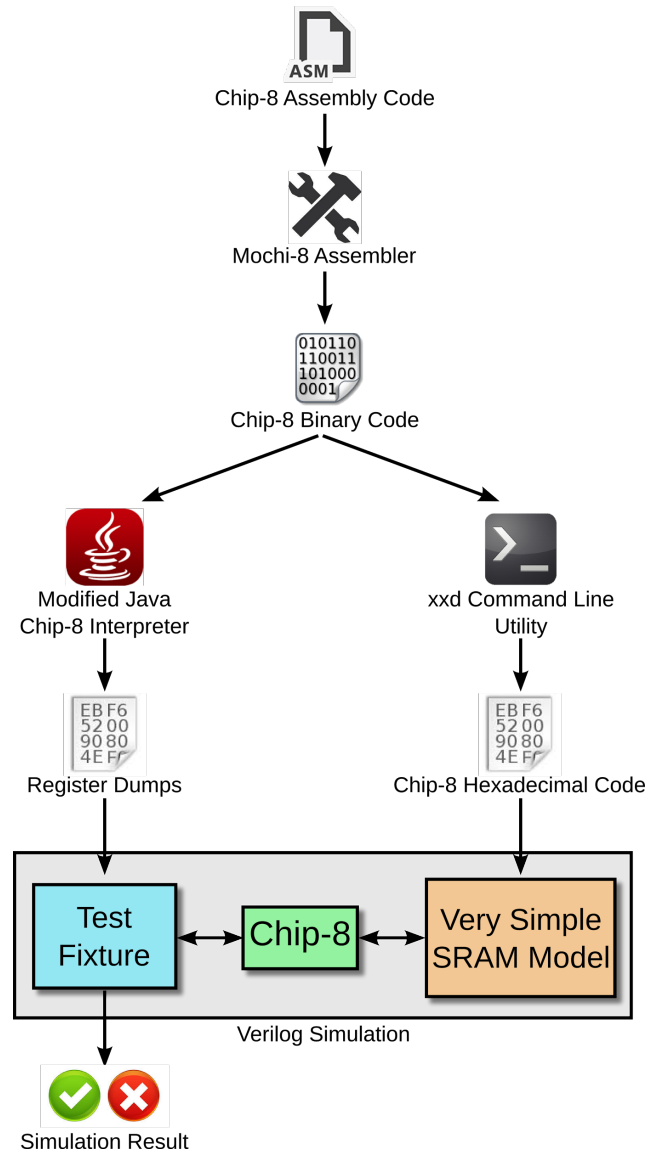 ASM
Chip-8 Assembly Code
Mochi-8 Assembler
010110
110011
101000
0001
Chip-8 Binary Code
Modified Java
Chip-8 Interpreter
xxd Command Line
Utility
EB F6
52 00
90 80
4E F0
Register Dumps
EB F6
52 00
90 80
4E F0
Chip-8 Hexadecimal Code
Test
Fixture
Chip-8
Very Simple
SRAM Model
Verilog Simulation
Simulation Result